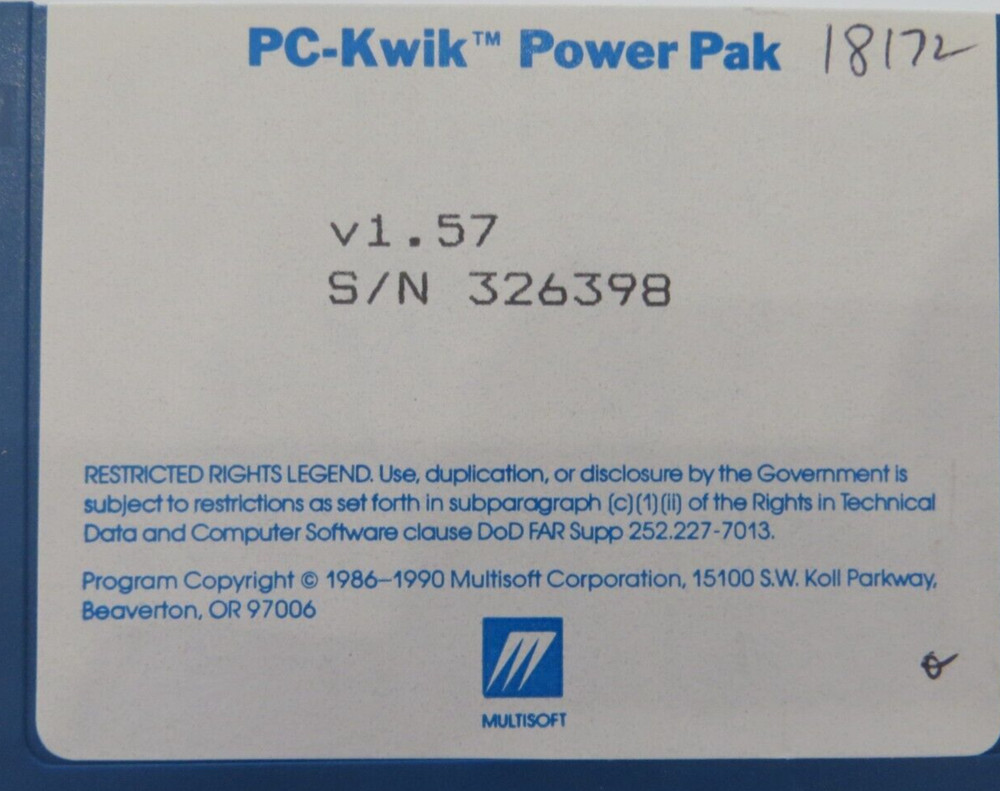 PC-Kwik™ Power Pak 18172
v1.57
S/N 326398
RESTRICTED RIGHTS LEGEND. Use, duplication, or disclosure by the Government is
subject to restrictions as set forth in subparagraph (c)(1)(ii) of the Rights in Technical
Data and Computer Software clause DoD FAR Supp 252.227-7013.
Program Copyright © 1986–1990 Multisoft Corporation, 15100 S.W. Koll Parkway,
Beaverton, OR 97006
MULTISOFT